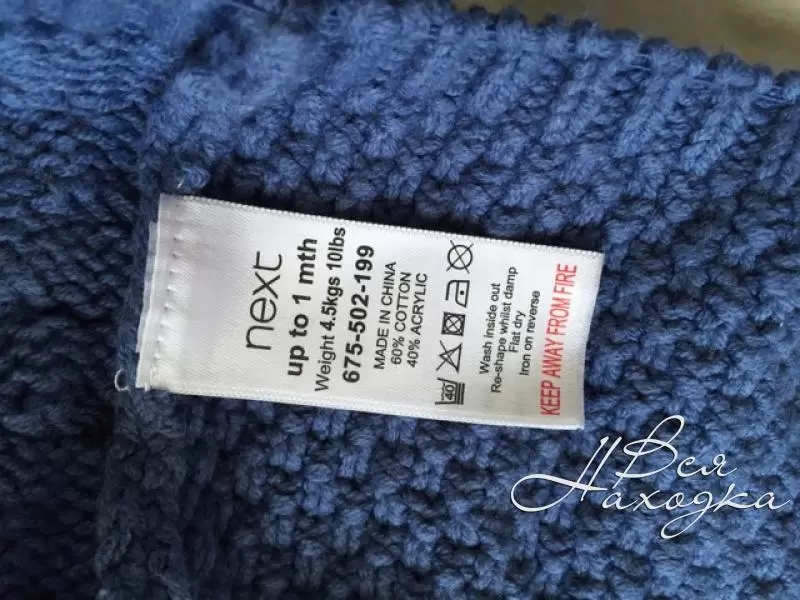 next
up to 1 mth
Weight 4.5kgs 10lbs
675-502-199
MADE IN CHINA
60% COTTON
40% ACRYLIC
40
Wash inside out
Re-shape whilst damp
Flat dry
Iron on reverse
KEEP AWAY FROM FIRE
Вся
Находка